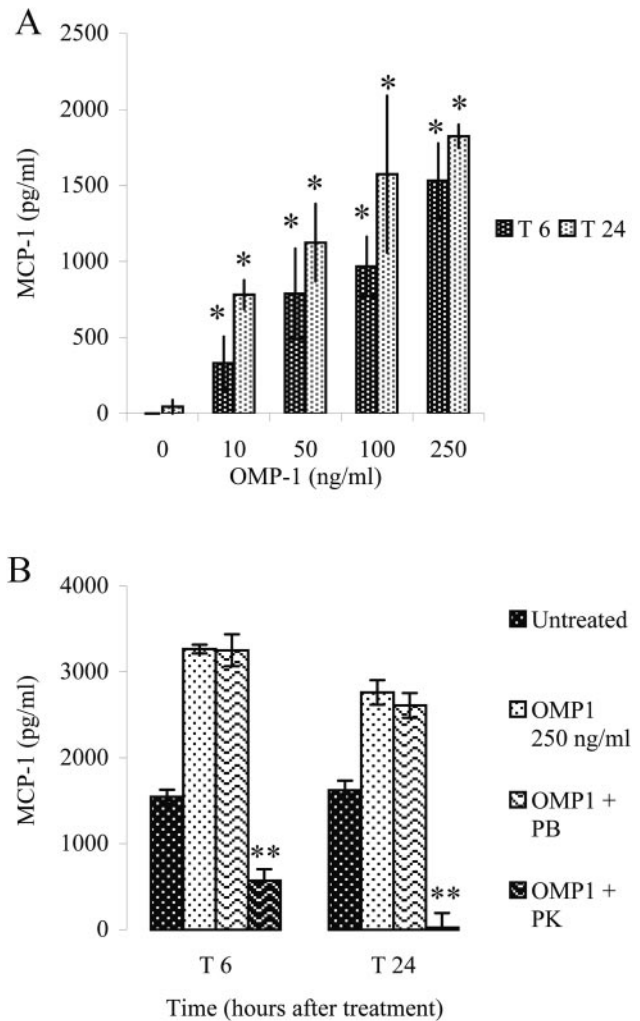 A
2500
2000
1500
1000
500
0
MCP-1 (pg/ml)
* * * * * * * *
T 6 T 24
0 10 50 100 250
OMP-1 (ng/ml)
B
4000
3000
2000
1000
0
MCP-1 (pg/ml)
**
**
T 6 T 24
Time (hours after treatment)
Untreated
OMP1
250 ng/ml
OMP1 +
PB
OMP1 +
PK